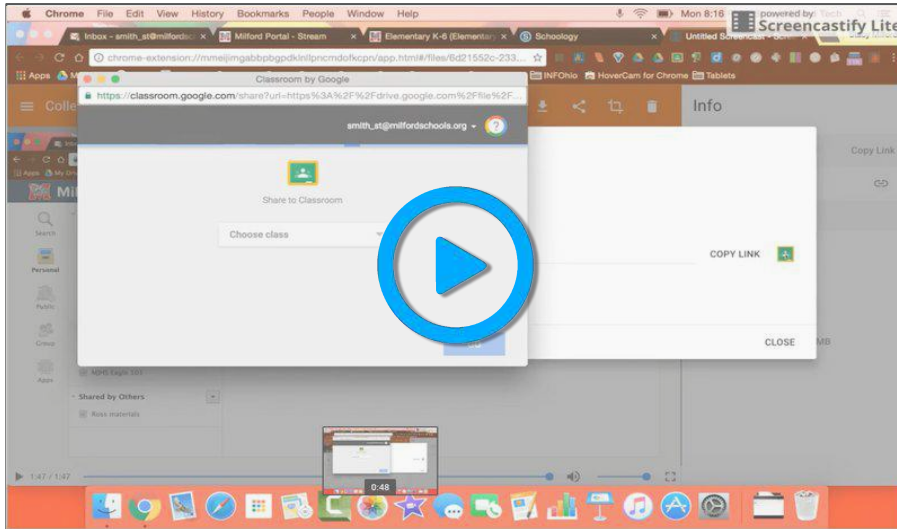 Chrome File Edit View History Bookmarks People Window Help Mon 8:16
powered by
Screencastify Lite
Inbox - smith_st@milfordsc
Milford Portal - Stream
Elementary K-6 (Elementary
Schoology
Untitled Screencast
chrome-extension://mmeijimgabbpbgpdklnllpncmdofkcpn/app.html#/files/6d21552c-233...
Apps
INFOhio
HoverCam for Chrome
Tablets
Classroom by Google
https://classroom.google.com/share?url=https%3A%2F%2Fdrive.google.com%2Ffile%2F...
Info
smith_st@milfordschools.org
Copy Link
Share to Classroom
Search
Choose class
Personal
COPY LINK
Public
Group
CLOSE
MB
Apps
Shared by Others
Ross materials
1:47 / 1:47
0:48